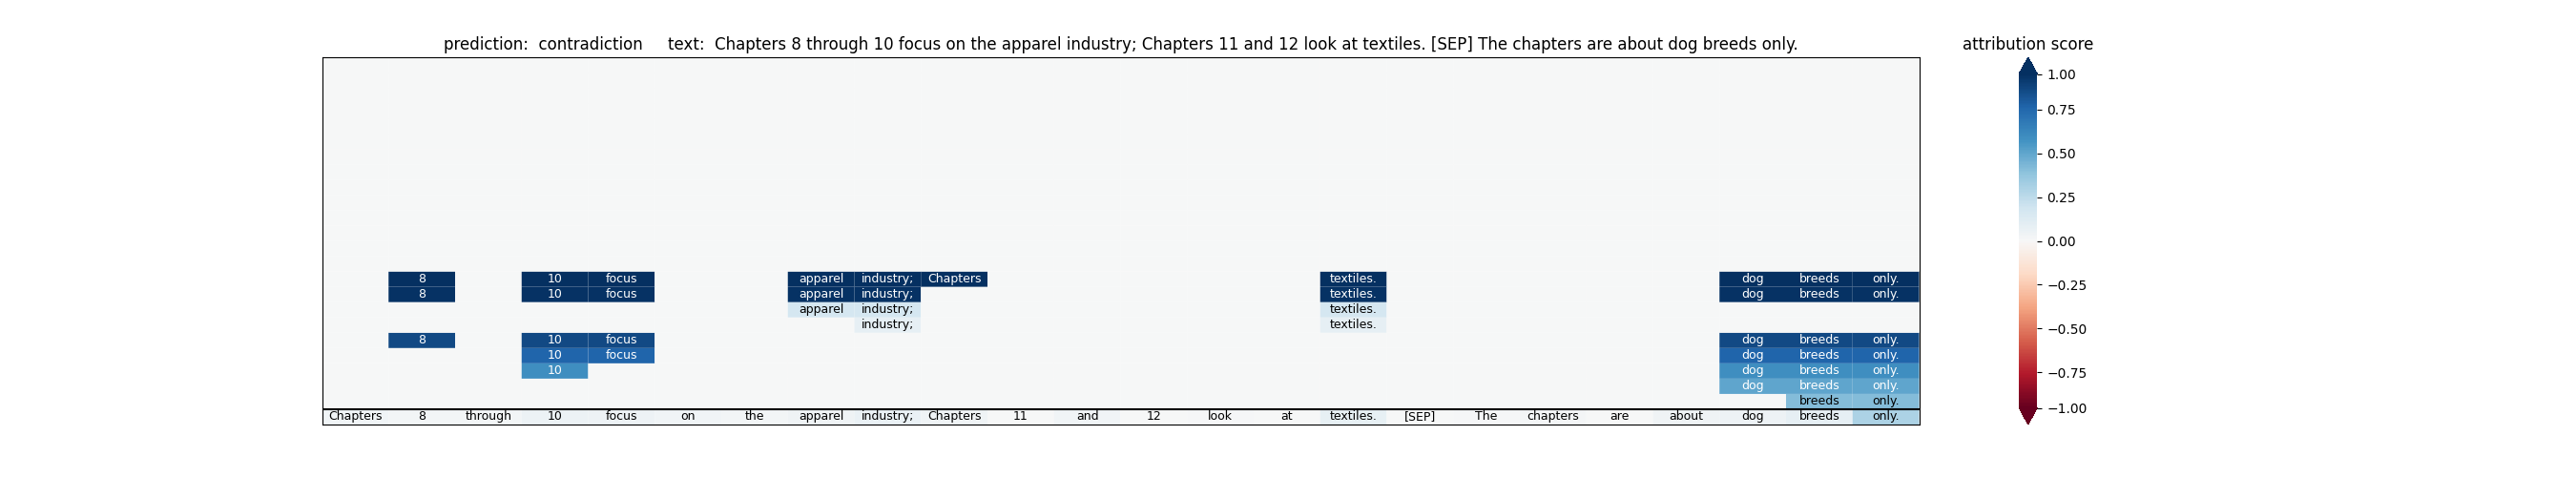 prediction: contradiction text: Chapters 8 through 10 focus on the apparel industry; Chapters 11 and 12 look at textiles. [SEP] The chapters are about dog breeds only.
attribution score
1.00
0.75
0.50
0.25
0.00
−0.25
−0.50
−0.75
−1.00
8 10 focus apparel industry; Chapters textiles. dog breeds only.
8 10 focus apparel industry; textiles. dog breeds only.
apparel industry; textiles.
industry; textiles.
8 10 focus dog breeds only.
10 focus dog breeds only.
10 dog breeds only.
dog breeds only.
breeds only.
Chapters 8 through 10 focus on the apparel industry; Chapters 11 and 12 look at textiles. [SEP] The chapters are about dog breeds only.